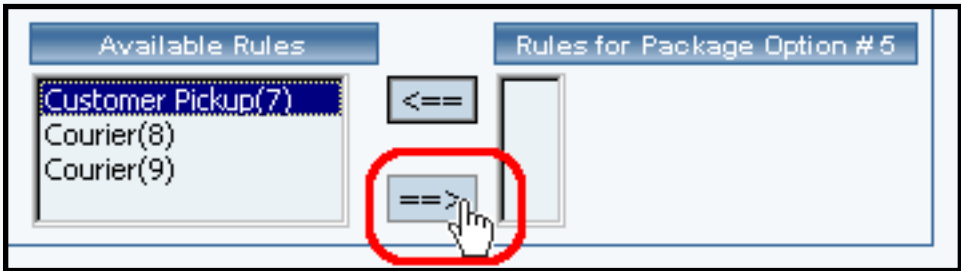 Available Rules
Rules for Package Option #5
Customer Pickup(7)
Courier(8)
Courier(9)
<==
==>